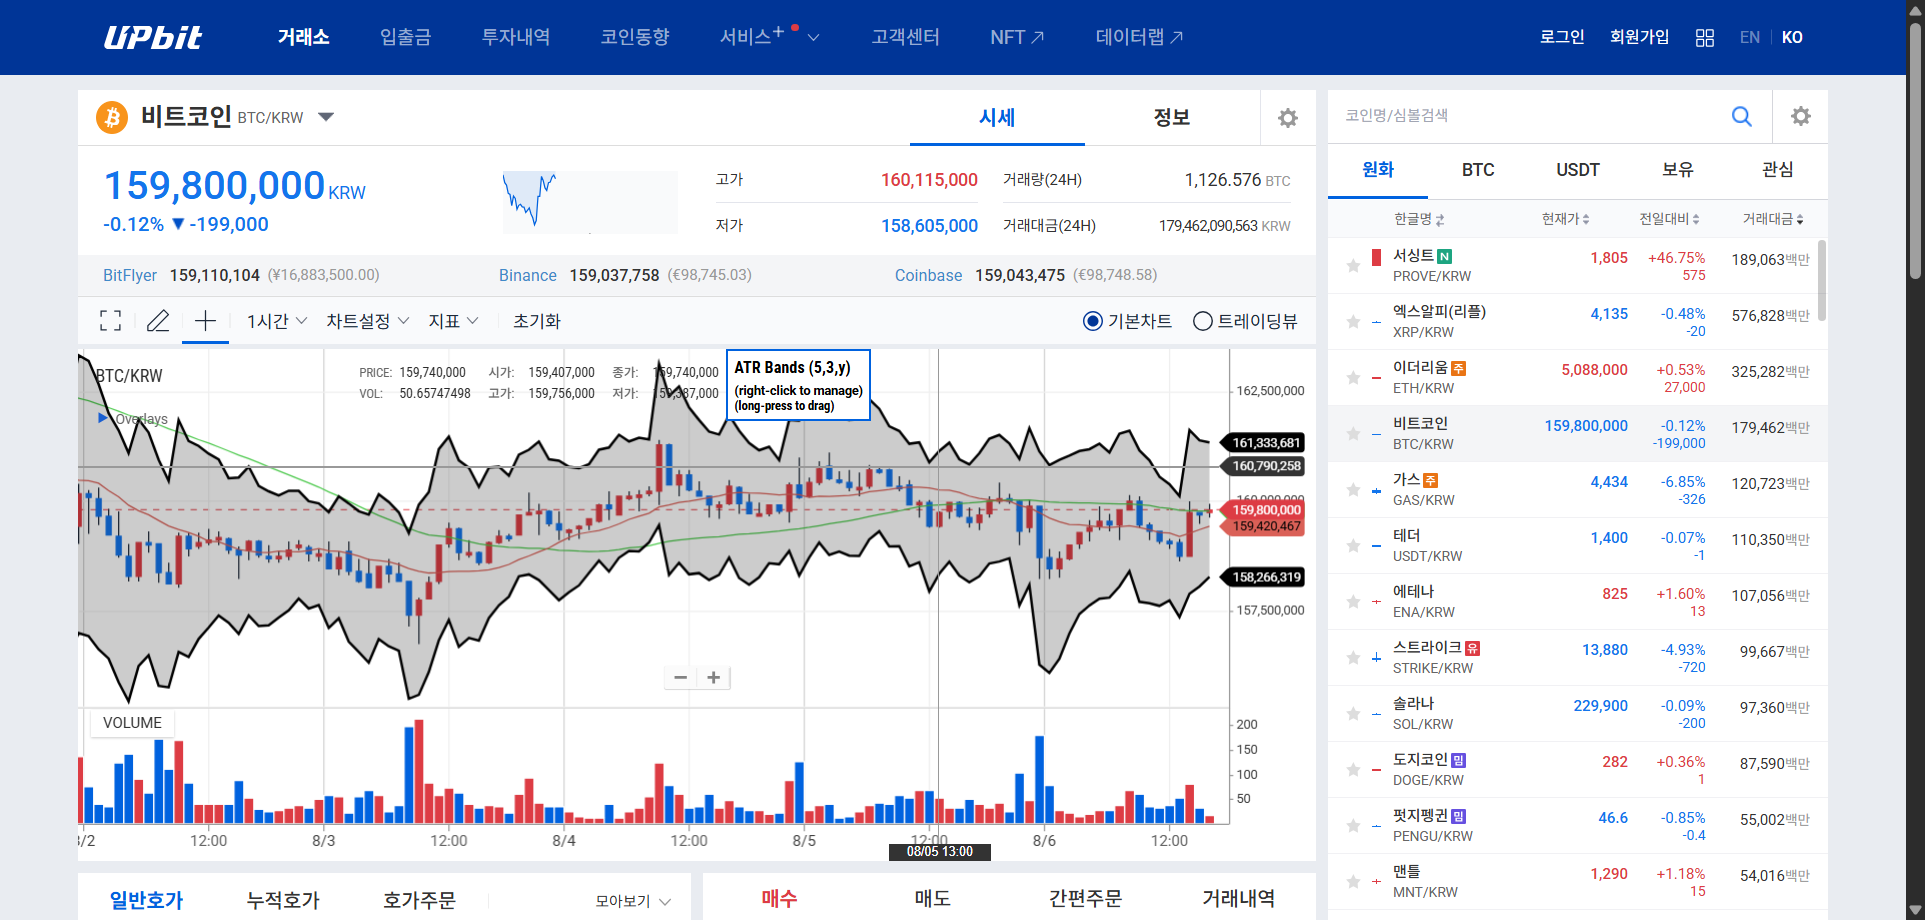 UPbit
거래소
입출금
투자내역
코인동향
서비스+
고객센터
NFT
데이터랩
로그인
회원가입
EN
KO
비트코인 BTC/KRW
시세
정보
159,800,000 KRW
-0.12% ▼ -199,000
고가 160,115,000
거래량(24H) 1,126.576 BTC
저가 158,605,000
거래대금(24H) 179,462,090,563 KRW
BitFlyer 159,110,104 (¥16,883,500.00)
Binance 159,037,758 (€98,745.03)
Coinbase 159,043,475 (€98,748.58)
1시간
차트설정
지표
초기화
기본차트
트레이딩뷰
BTC/KRW
PRICE: 159,740,000 시가: 159,407,000 종가: 159,740,000
VOL: 50.65747498 고가: 159,756,000 저가: 159,387,000
Overlays
ATR Bands (5,3,y)
(right-click to manage)
(long-press to drag)
162,500,000
161,333,681
160,790,258
160,000,000
159,800,000
159,420,467
158,266,319
157,500,000
− +
VOLUME
200
150
100
50
8/2 12:00 8/3 12:00 8/4 12:00 8/5 12:00 8/6 12:00
08/05 13:00
일반호가
누적호가
호가주문
모아보기
매수
매도
간편주문
거래내역
코인명/심볼검색
원화 BTC USDT 보유 관심
한글명 현재가 전일대비 거래대금
서싱트 N 1,805 +46.75% 189,063백만
PROVE/KRW 575
엑스알피(리플) 4,135 -0.48% 576,828백만
XRP/KRW -20
이더리움 주 5,088,000 +0.53% 325,282백만
ETH/KRW 27,000
비트코인 159,800,000 -0.12% 179,462백만
BTC/KRW -199,000
가스 주 4,434 -6.85% 120,723백만
GAS/KRW -326
테더 1,400 -0.07% 110,350백만
USDT/KRW -1
에테나 825 +1.60% 107,056백만
ENA/KRW 13
스트라이크 유 13,880 -4.93% 99,667백만
STRIKE/KRW -720
솔라나 229,900 -0.09% 97,360백만
SOL/KRW -200
도지코인 밈 282 +0.36% 87,590백만
DOGE/KRW 1
펏지펭귄 밈 46.6 -0.85% 55,002백만
PENGU/KRW -0.4
맨틀 1,290 +1.18% 54,016백만
MNT/KRW 15